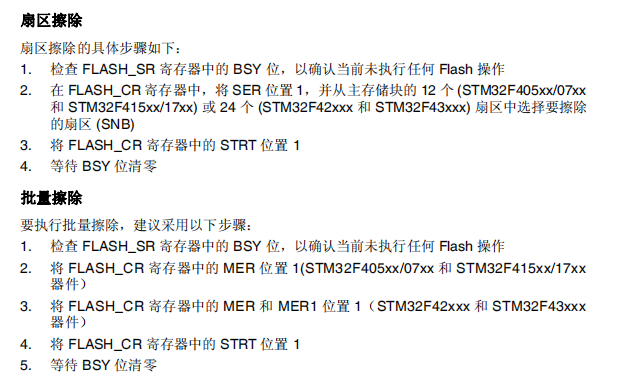 扇区擦除
扇区擦除的具体步骤如下：
1. 检查 FLASH_SR 寄存器中的 BSY 位，以确认当前未执行任何 Flash 操作
2. 在 FLASH_CR 寄存器中，将 SER 位置 1，并从主存储块的 12 个 (STM32F405xx/07xx
和 STM32F415xx/17xx) 或 24 个 (STM32F42xxx 和 STM32F43xxx) 扇区中选择要擦除
的扇区 (SNB)
3. 将 FLASH_CR 寄存器中的 STRT 位置 1
4. 等待 BSY 位清零
批量擦除
要执行批量擦除，建议采用以下步骤：
1. 检查 FLASH_SR 寄存器中的 BSY 位，以确认当前未执行任何 Flash 操作
2. 将 FLASH_CR 寄存器中的 MER 位置 1(STM32F405xx/07xx 和 STM32F415xx/17xx
器件）
3. 将 FLASH_CR 寄存器中的 MER 和 MER1 位置 1（STM32F42xxx 和 STM32F43xxx
器件）
4. 将 FLASH_CR 寄存器中的 STRT 位置 1
5. 等待 BSY 位清零